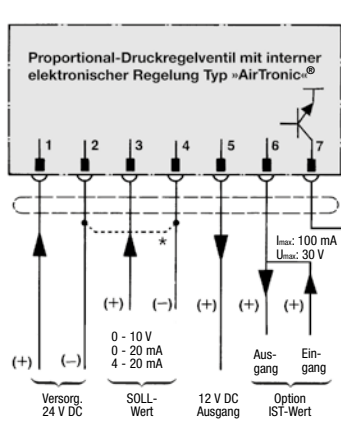 Proportional-Druckregelventil mit interner
elektronischer Regelung Typ »AirTronic«®
1 2 3 4 5 6 7
*
Imax: 100 mA
Umax: 30 V
(+) (−) (+) (+) (+)
0 - 10 V
0 - 20 mA
4 - 20 mA
(+) (−)
Aus-
gang
Ein-
gang
Versorg.
24 V DC
SOLL-
Wert
12 V DC
Ausgang
Option
IST-Wert